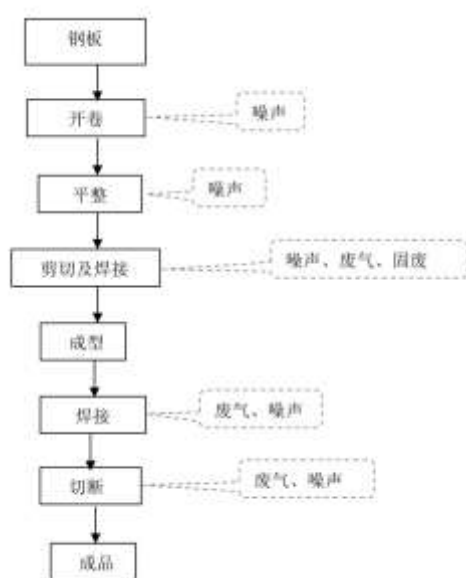 钢板
开卷
噪声
平整
噪声
剪切及焊接
噪声、废气、固废
成型
焊接
废气、噪声
切断
废气、噪声
成品